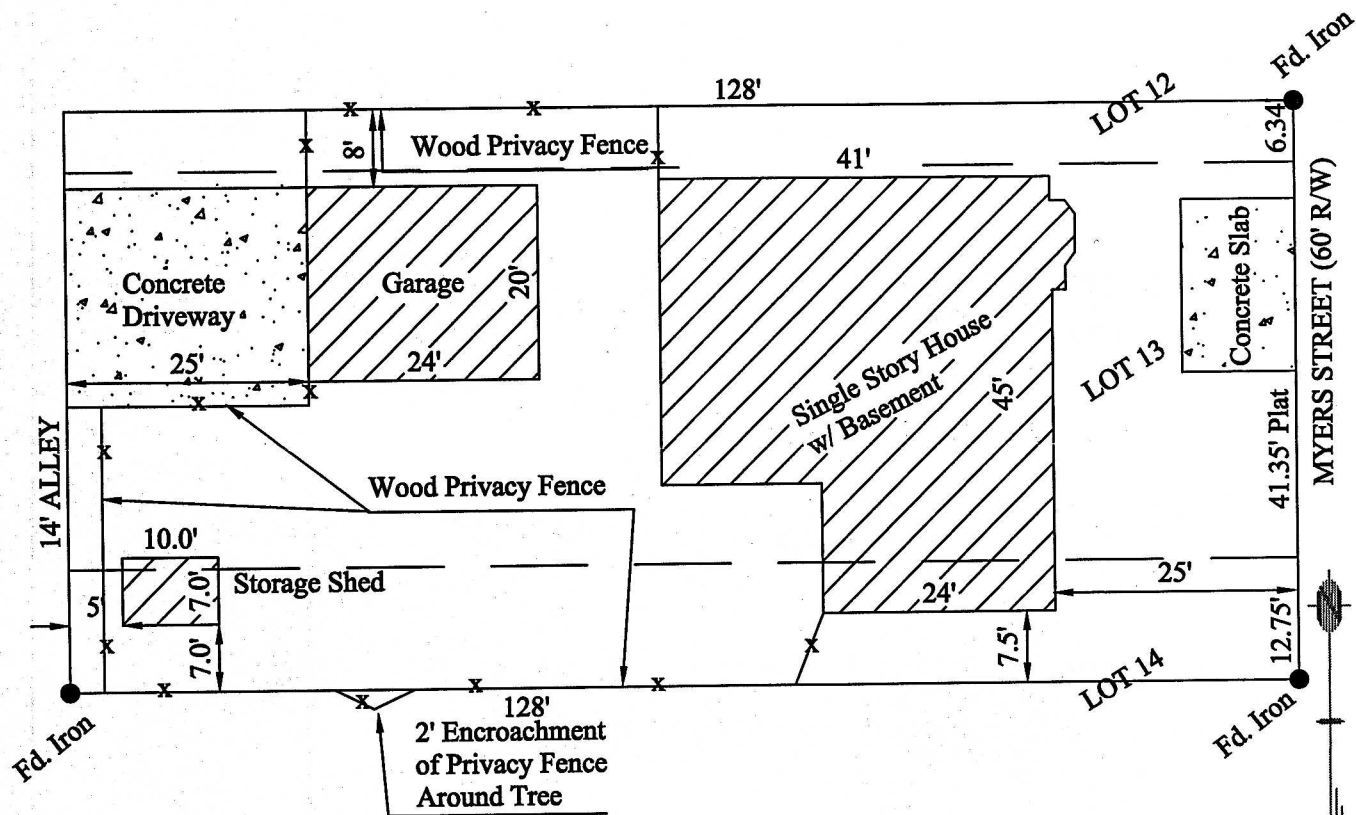 Fd. Iron
128'
LOT 12
6.34'
8'
Wood Privacy Fence
41'
MYERS STREET (60' R/W)
Concrete
Driveway
Garage
20'
Concrete Slab
25'
24'
Single Story House
w/ Basement
45'
LOT 13
41.35' Plat
14' ALLEY
Wood Privacy Fence
10.0'
Storage Shed
7.0'
5'
7.0'
24'
25'
7.5'
12.75'
N
LOT 14
128'
Fd. Iron
Fd. Iron
2' Encroachment
of Privacy Fence
Around Tree